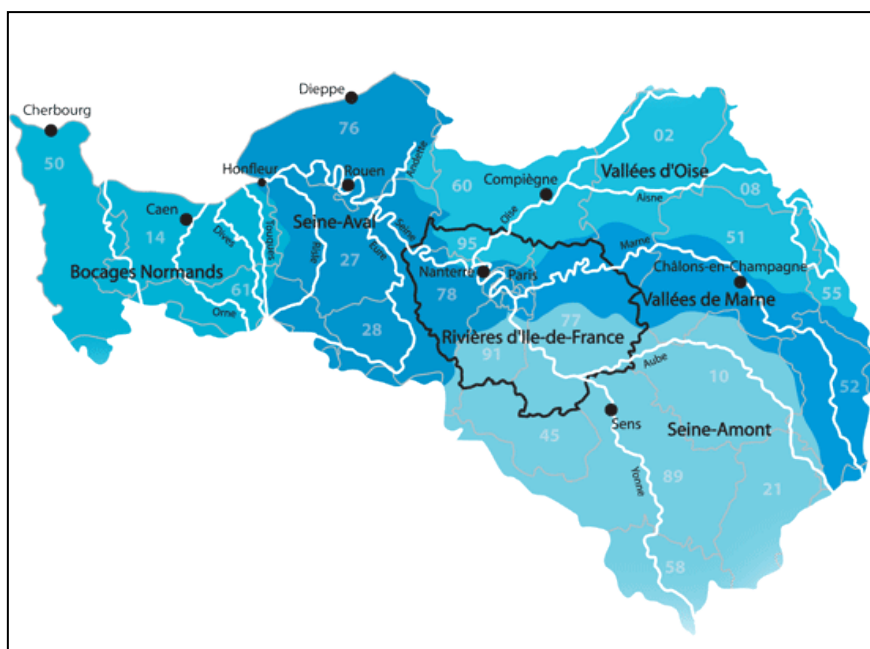 Dieppe
Cherbourg
76
02
50
Andelle
Honfleur
Rouen
Vallées d'Oise
60
Compiègne
08
Caen
Aisne
Oise
Seine-Aval
14
Dives
Touques
Seine
51
95
Marne
Risle
Eure
Bocages Normands
27
Nanterre
Paris
Châlons-en-Champagne
61
78
Vallées de Marne
55
Orne
77
28
Rivières d'Ile-de-France
91
Aube
10
52
Sens
45
Seine-Amont
Yonne
89
21
58